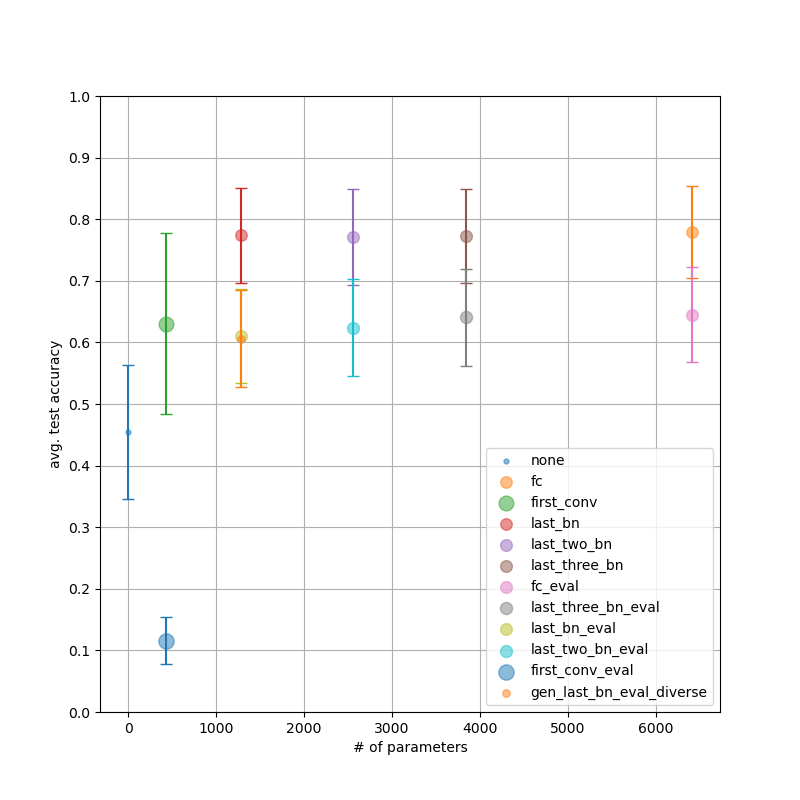 1.0
0.9
0.8
0.7
0.6
0.5
0.4
0.3
0.2
0.1
0.0
avg. test accuracy
none
fc
first_conv
last_bn
last_two_bn
last_three_bn
fc_eval
last_three_bn_eval
last_bn_eval
last_two_bn_eval
first_conv_eval
gen_last_bn_eval_diverse
0 1000 2000 3000 4000 5000 6000
# of parameters